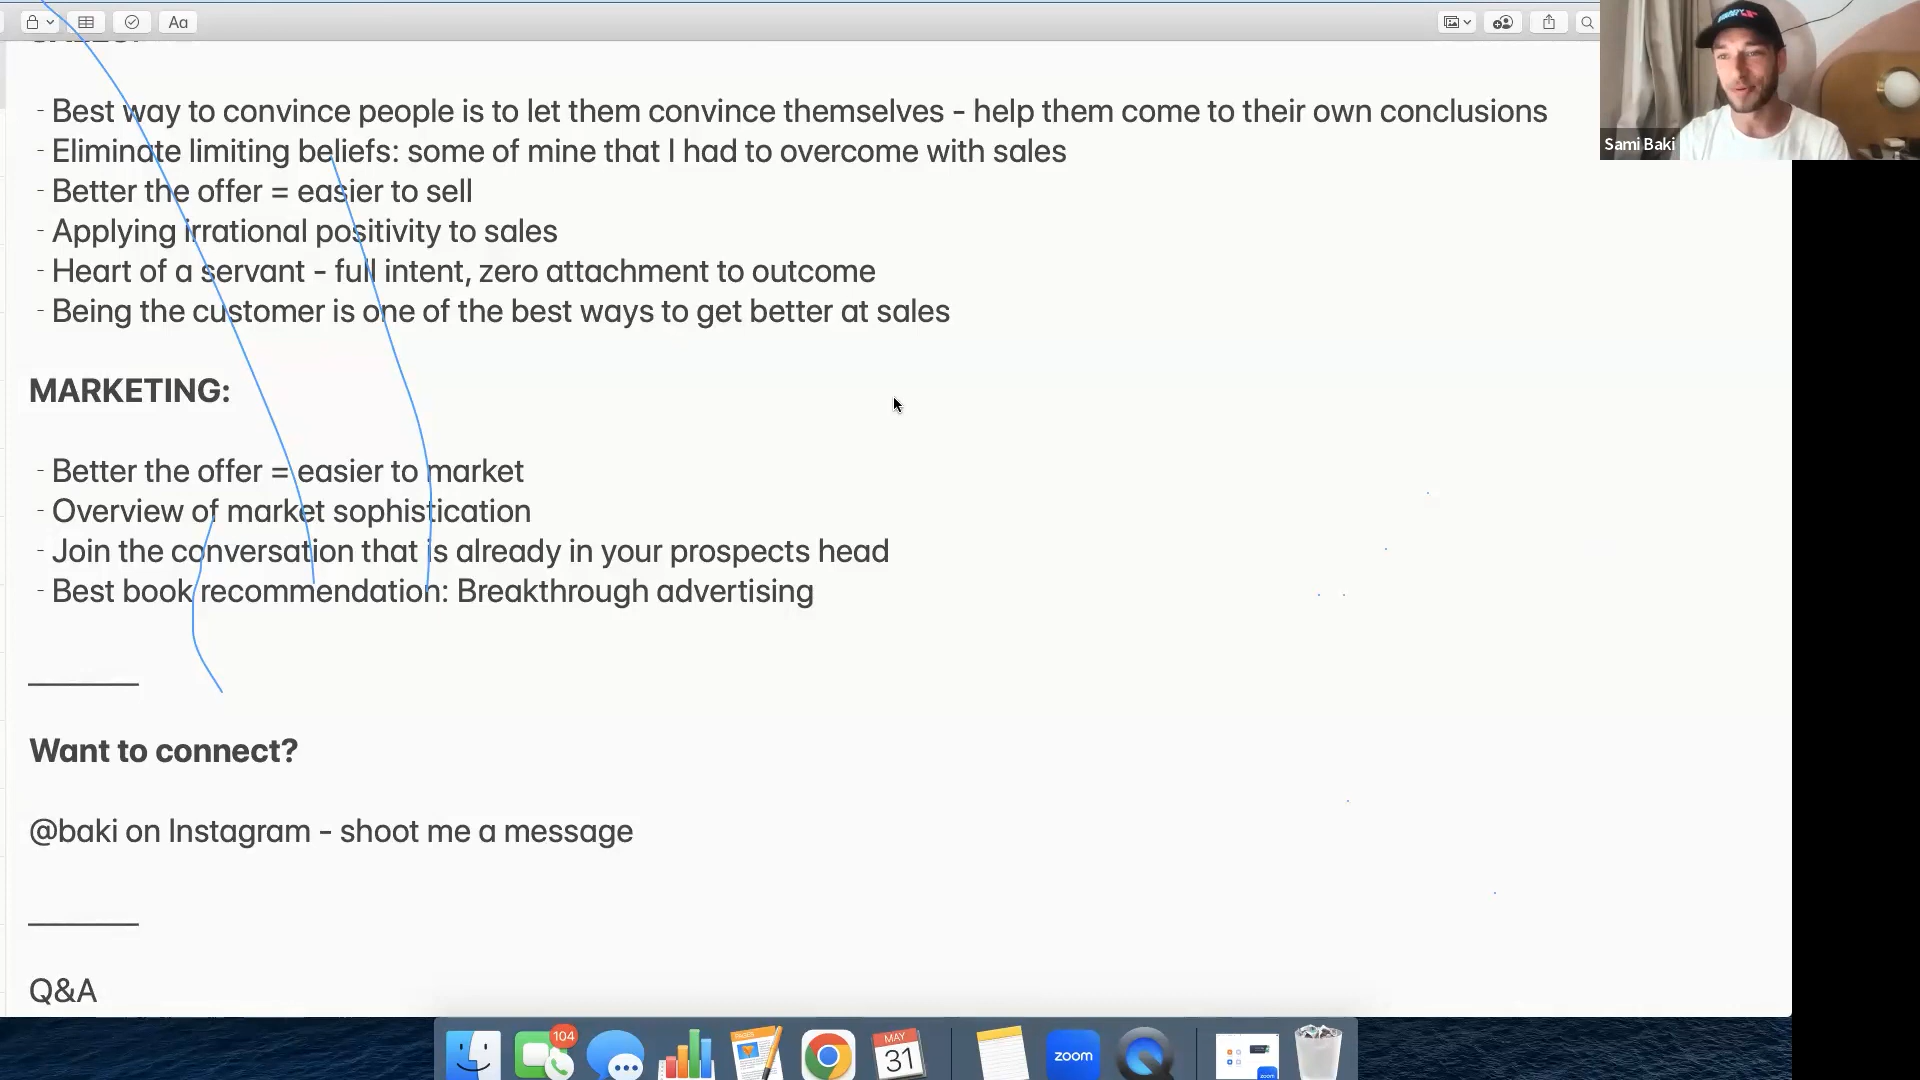 Aa
- Best way to convince people is to let them convince themselves - help them come to their own conclusions
- Eliminate limiting beliefs: some of mine that I had to overcome with sales
- Better the offer = easier to sell
- Applying irrational positivity to sales
- Heart of a servant - full intent, zero attachment to outcome
- Being the customer is one of the best ways to get better at sales
MARKETING:
- Better the offer = easier to market
- Overview of market sophistication
- Join the conversation that is already in your prospects head
- Best book recommendation: Breakthrough advertising
Want to connect?
@baki on Instagram - shoot me a message
Q&A
Sami Baki
104
MAY
31
zoom
zoom